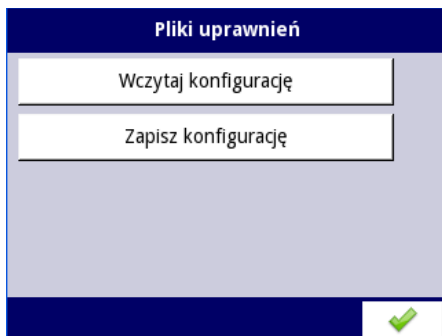 Pliki uprawnień
Wczytaj konfigurację
Zapisz konfigurację